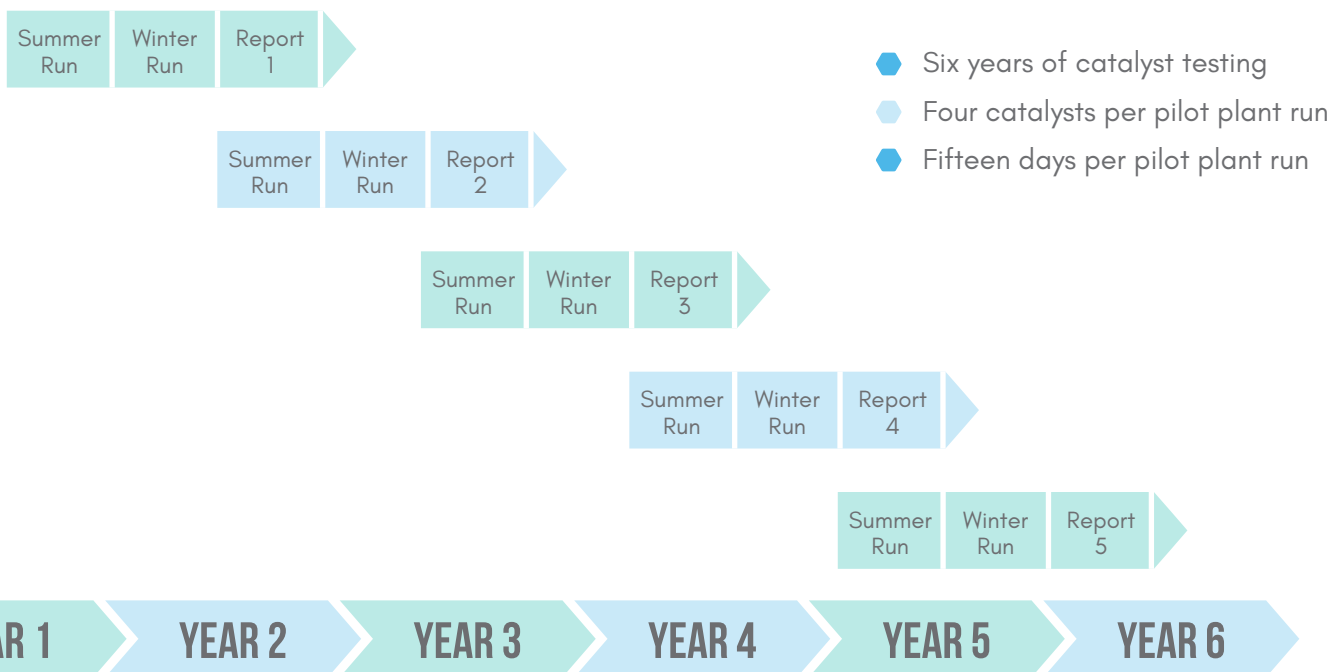 Summer
Run
Winter
Run
Report
1
Six years of catalyst testing
Four catalysts per pilot plant run
Fifteen days per pilot plant run
Summer
Run
Winter
Run
Report
2
Summer
Run
Winter
Run
Report
3
Summer
Run
Winter
Run
Report
4
Summer
Run
Winter
Run
Report
5
AR 1
YEAR 2
YEAR 3
YEAR 4
YEAR 5
YEAR 6